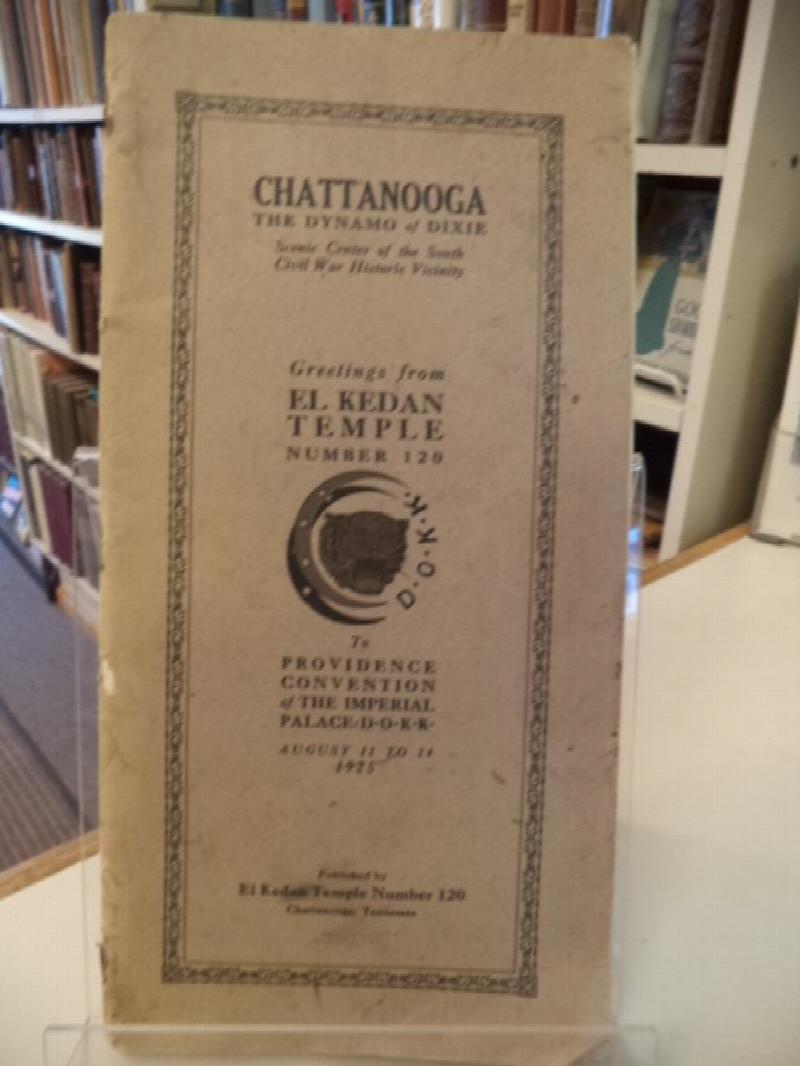 CHATTANOOGA
THE DYNAMO of DIXIE
Scenic Center of the South
Civil War Historic Vicinity
Greetings from
EL KEDAN
TEMPLE
NUMBER 120
D·O·K·K
To
PROVIDENCE
CONVENTION
of THE IMPERIAL
PALACE·D·O·K·K·
AUGUST 11 TO 14
1925
Published by
El Kedan Temple Number 120
Chattanooga, Tennessee